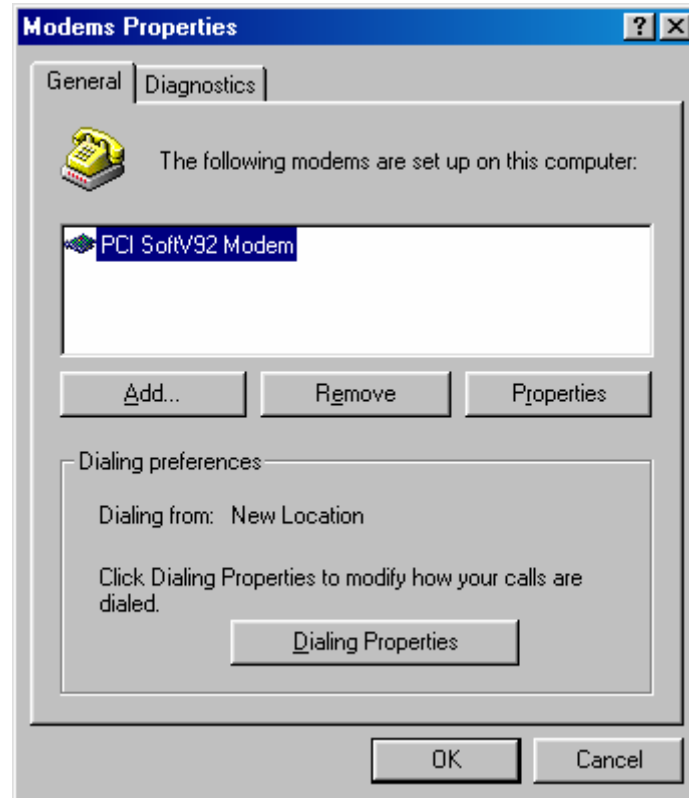 Modems Properties
General Diagnostics
The following modems are set up on this computer:
PCI SoftV92 Modem
Add... Remove Properties
Dialing preferences
Dialing from: New Location
Click Dialing Properties to modify how your calls are
dialed.
Dialing Properties
OK Cancel